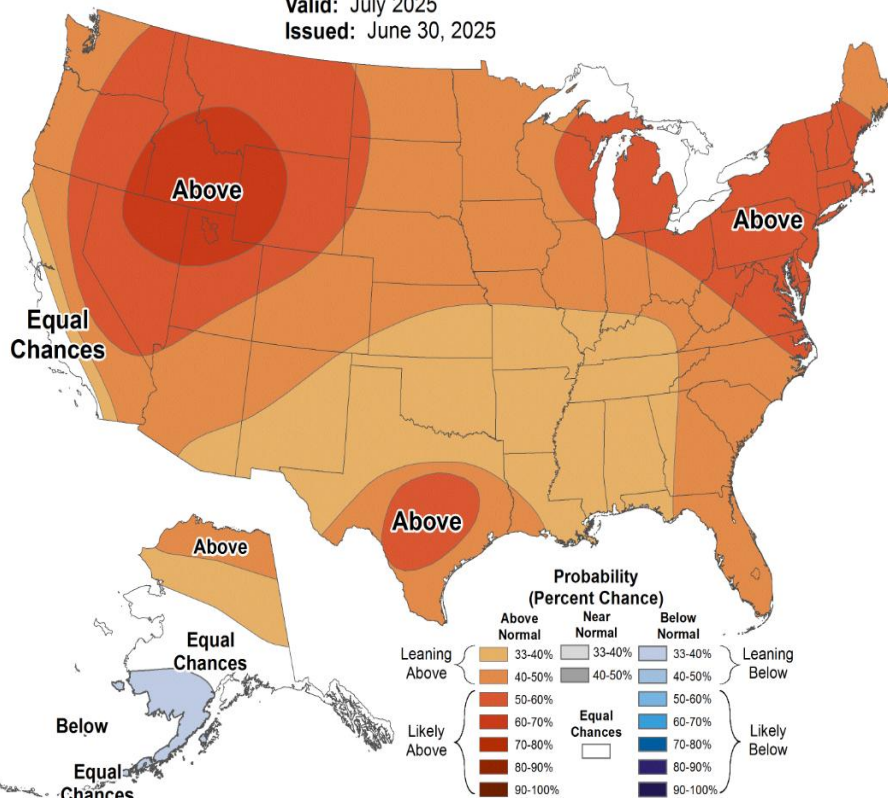 Valid: July 2025
Issued: June 30, 2025
Above
Above
Equal
Chances
Above
Above
Equal
Chances
Below
Equal
Chances
Probability
(Percent Chance)
Above
Normal
Near
Normal
Below
Normal
Leaning
Above
33-40%
33-40%
33-40%
Leaning
Below
40-50%
40-50%
40-50%
50-60%
50-60%
Likely
Above
60-70%
Equal
Chances
60-70%
Likely
Below
70-80%
70-80%
80-90%
80-90%
90-100%
90-100%